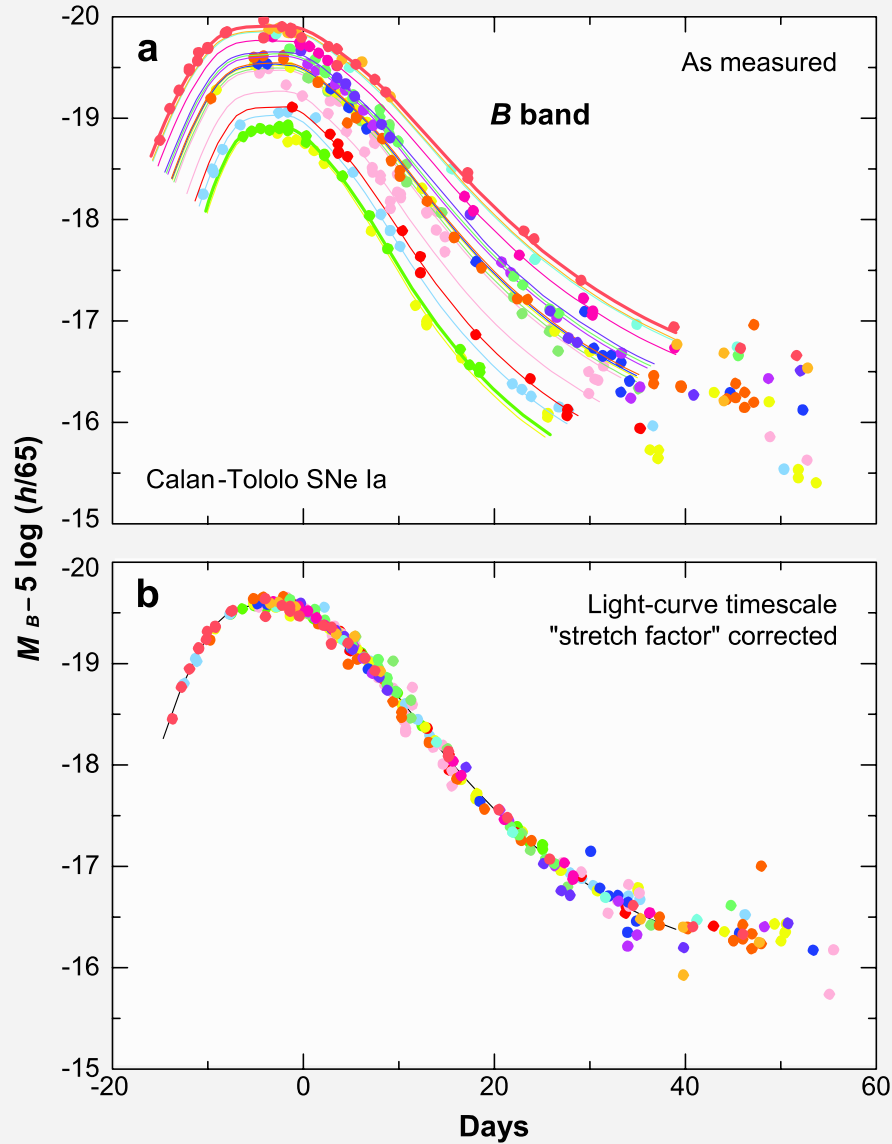 -20
a
As measured
-19
B band
-18
-17
-16
Calan-Tololo SNe Ia
-15
M B – 5 log (h/65)
-20
b
Light-curve timescale
"stretch factor" corrected
-19
-18
-17
-16
-15
-20
0
20
40
60
Days